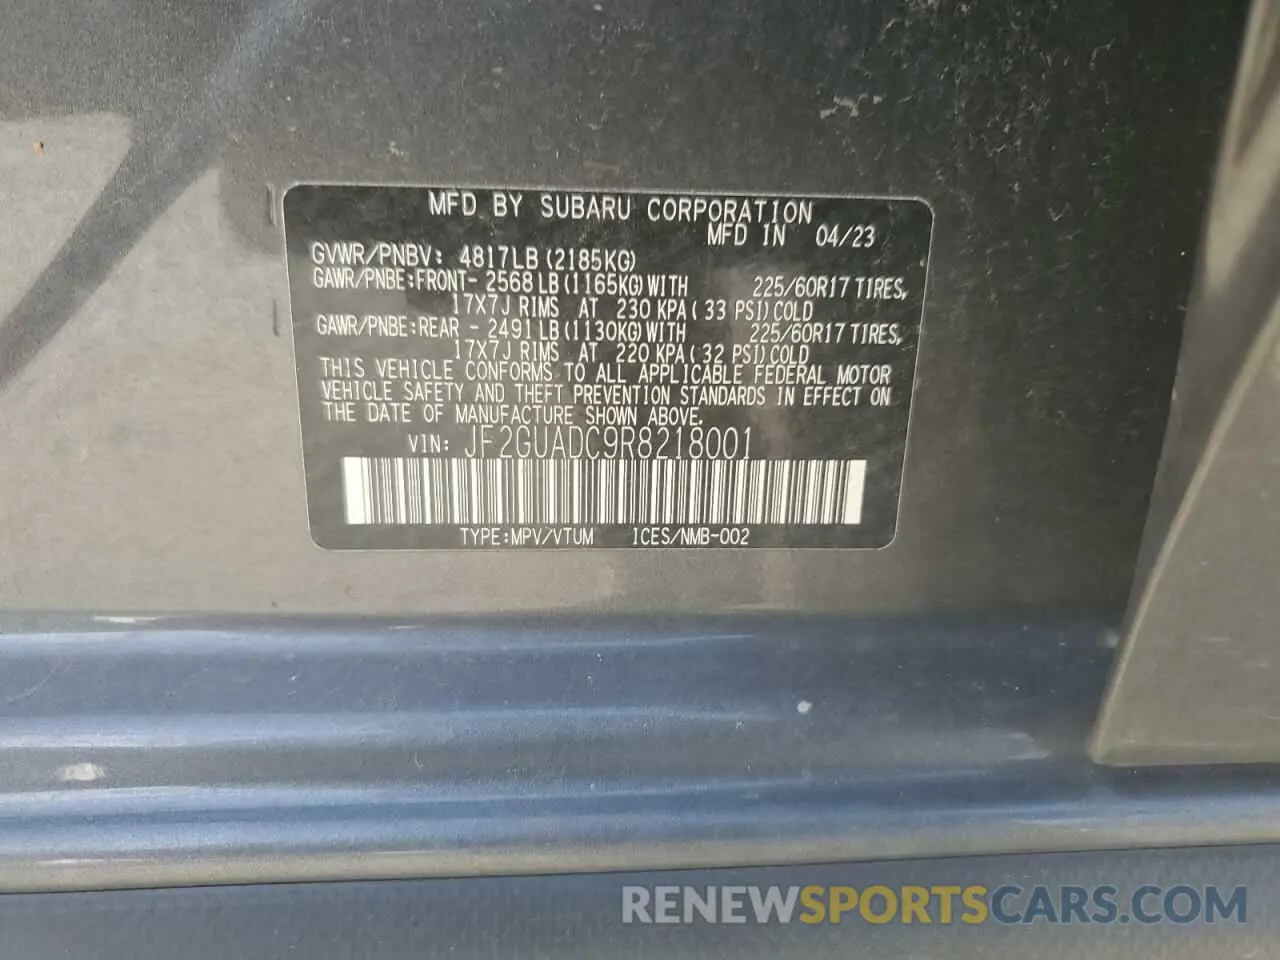 MFD BY SUBARU CORPORATION
MFD IN 04/23
GVWR/PNBV: 4817LB(2185KG)
GAWR/PNBE:FRONT- 2568LB(1165KG)WITH 225/60R17 TIRES,
17X7J RIMS AT 230 KPA( 33 PSI)COLD
GAWR/PNBE:REAR - 2491LB(1130KG)WITH 225/60R17 TIRES,
17X7J RIMS AT 220 KPA( 32 PSI)COLD
THIS VEHICLE CONFORMS TO ALL APPLICABLE FEDERAL MOTOR
VEHICLE SAFETY AND THEFT PREVENTION STANDARDS IN EFFECT ON
THE DATE OF MANUFACTURE SHOWN ABOVE.
VIN: JF2GUADC9R8218001
TYPE:MPV/VTUM ICES/NMB-002
RENEWSPORTSCARS.COM